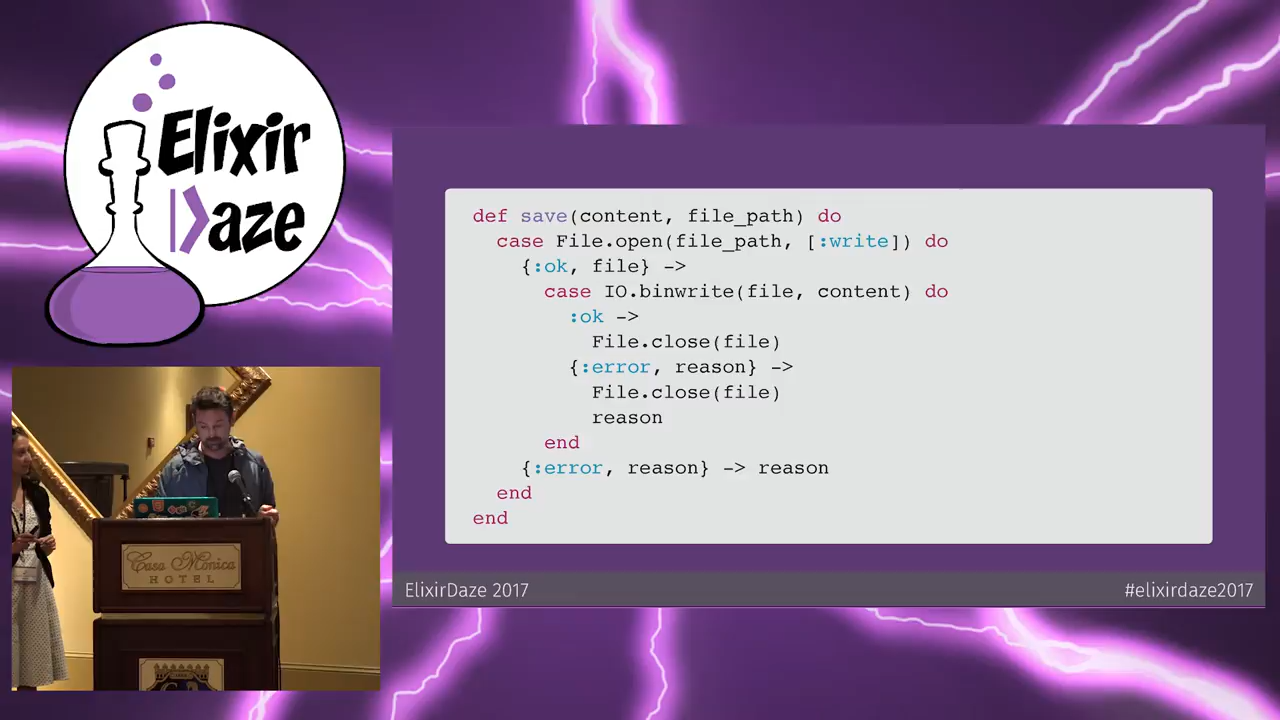 Elixir
Daze
def save(content, file_path) do
  case File.open(file_path, [:write]) do
    {:ok, file} ->
      case IO.binwrite(file, content) do
        :ok ->
          File.close(file)
        {:error, reason} ->
          File.close(file)
          reason
      end
    {:error, reason} -> reason
  end
end
Casa Monica
HOTEL
ElixirDaze 2017
#elixirdaze2017